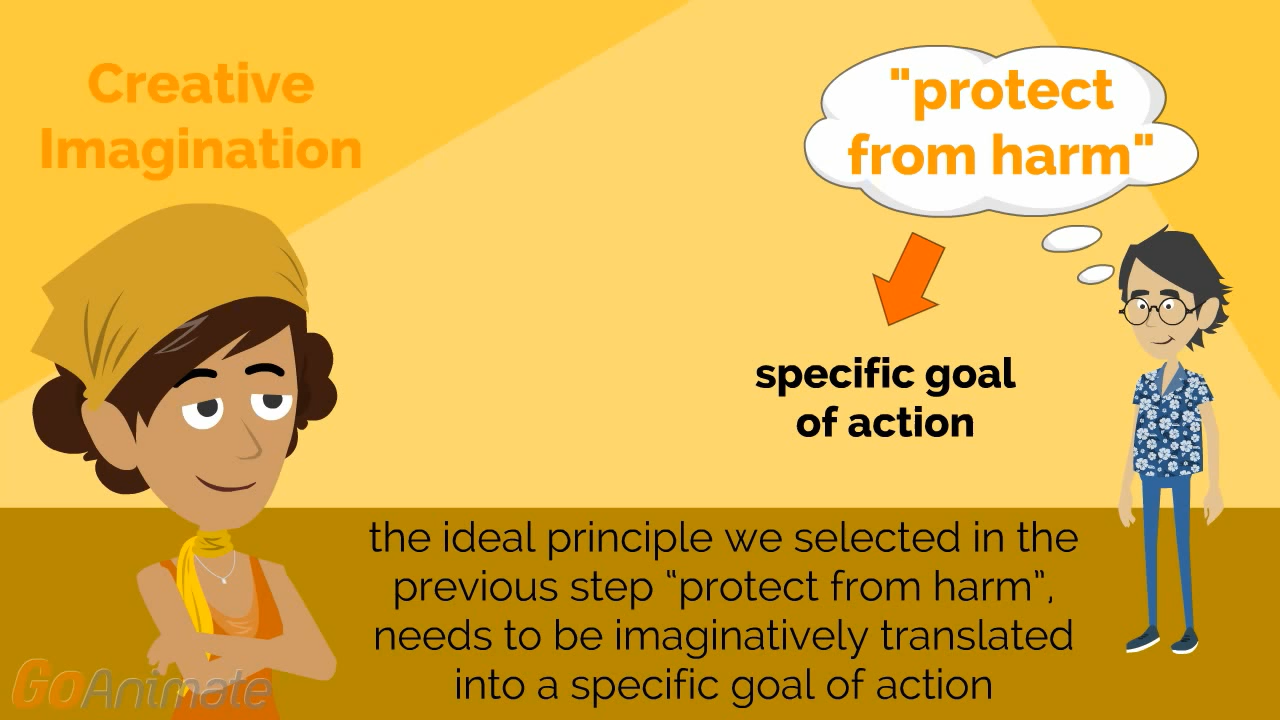 Creative
Imagination
"protect
from harm"
specific goal
of action
the ideal principle we selected in the
previous step “protect from harm”,
needs to be imaginatively translated
into a specific goal of action
GoAnimate